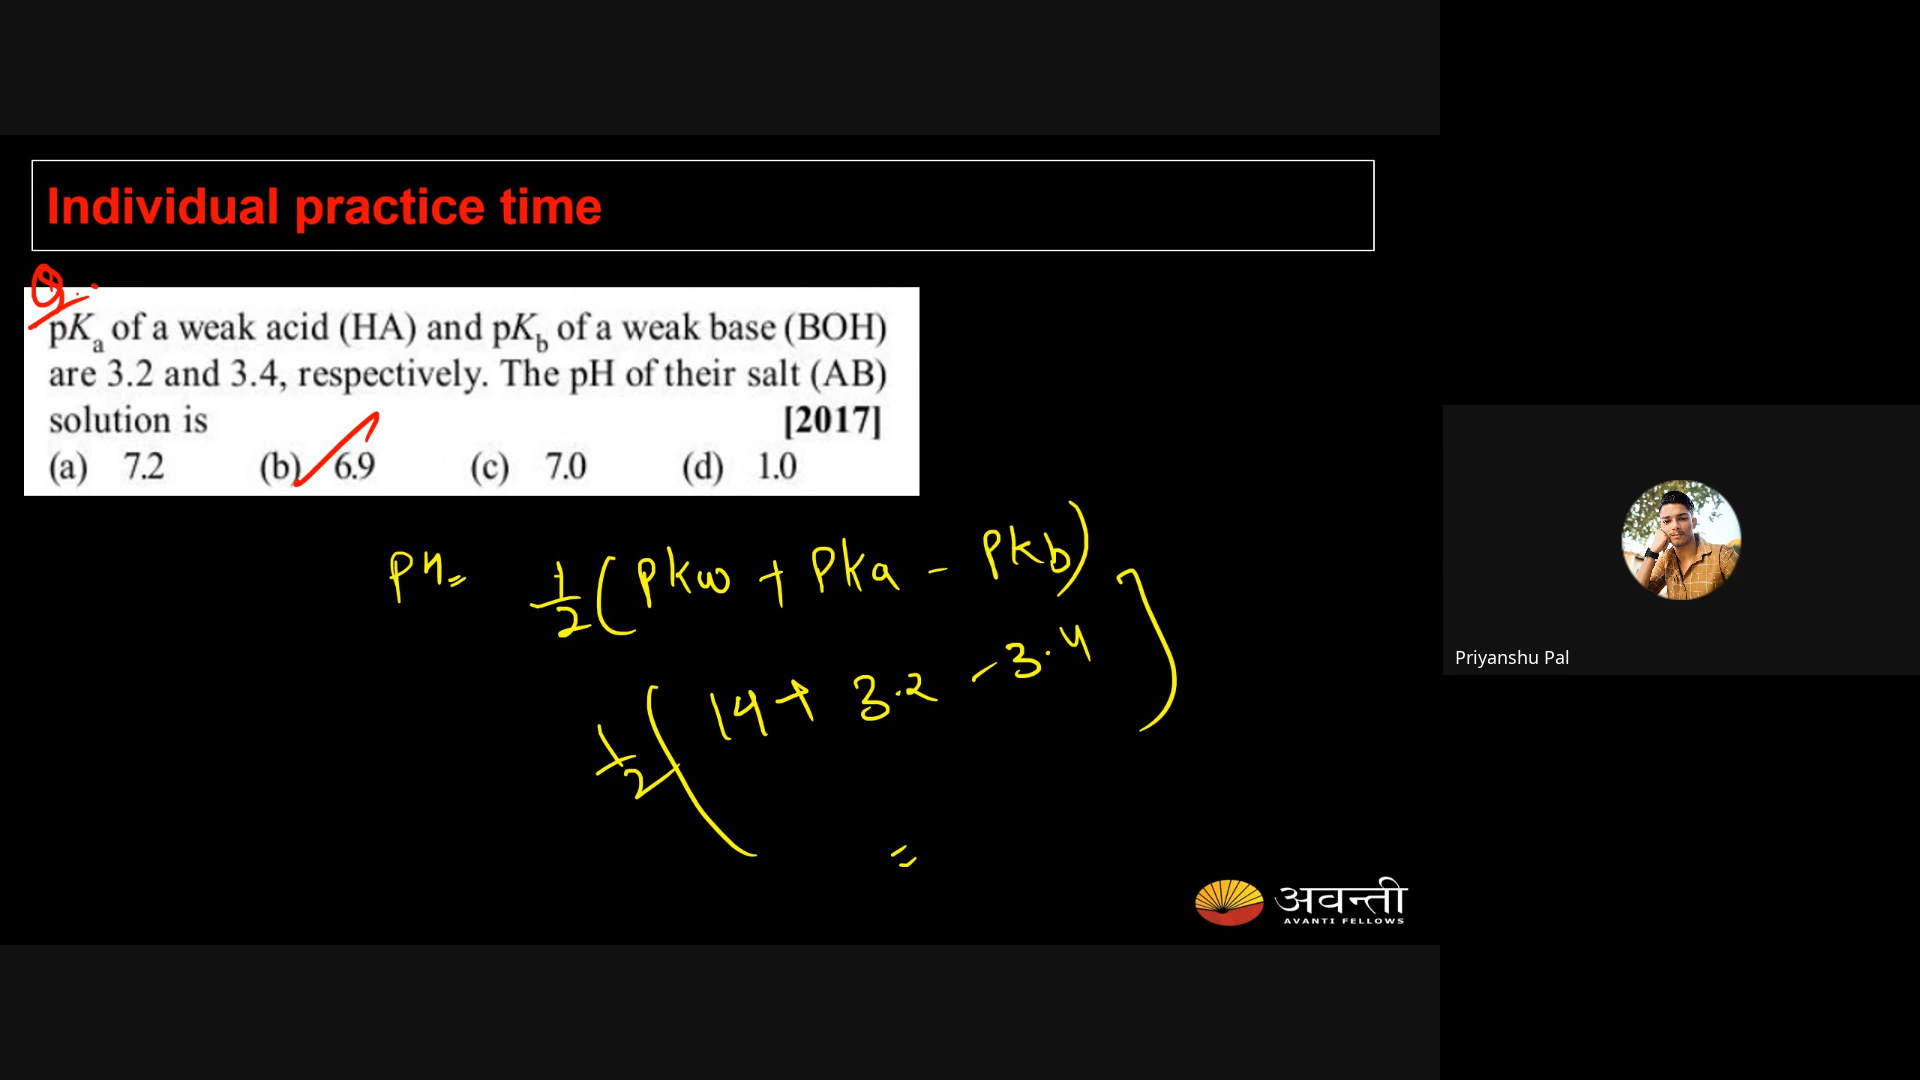 Individual practice time
Q.
pKa of a weak acid (HA) and pKb of a weak base (BOH)
are 3.2 and 3.4, respectively. The pH of their salt (AB)
solution is [2017]
(a) 7.2 (b) 6.9 (c) 7.0 (d) 1.0
pH = 1/2 (pKw + pKa - pKb)
1/2 [14 + 3.2 - 3.4]
=
Priyanshu Pal
अवन्ती
AVANTI FELLOWS